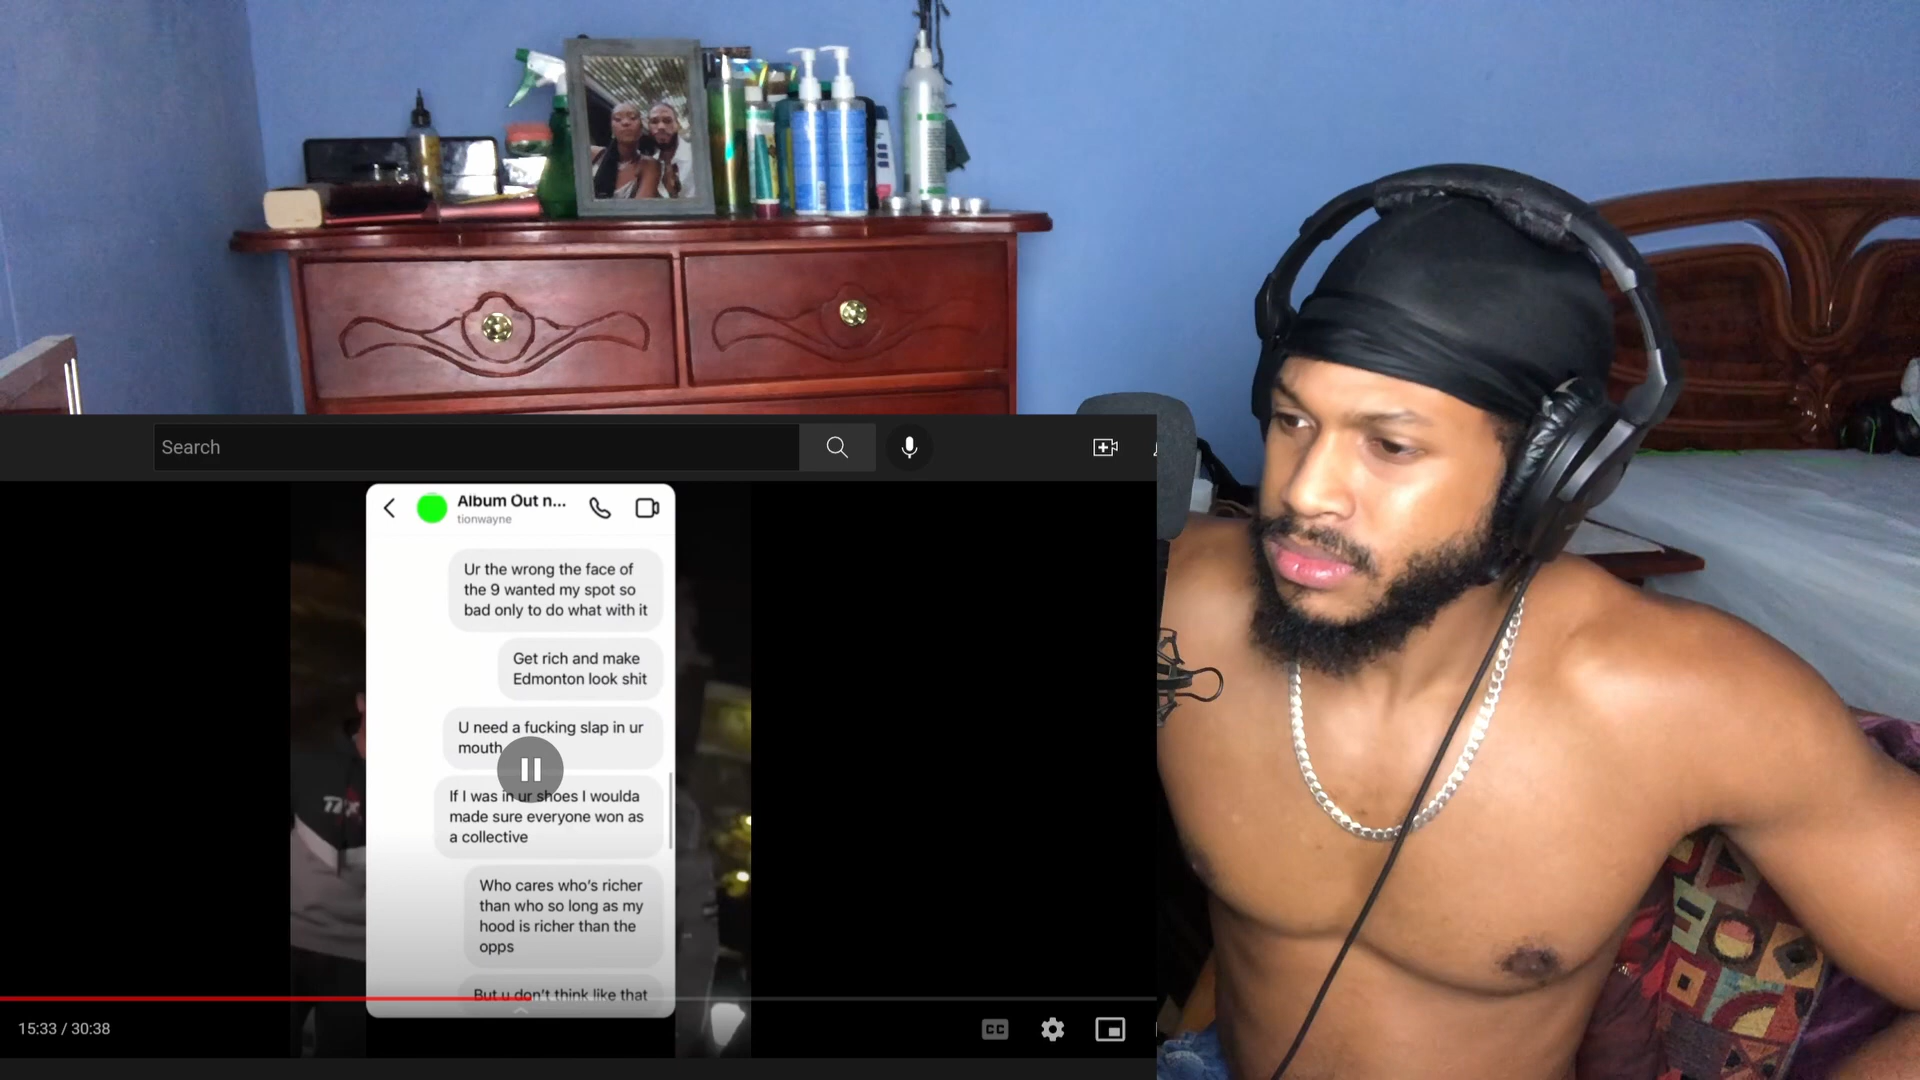 Search
Album Out n...
tionwayne
Ur the wrong the face of
the 9 wanted my spot so
bad only to do what with it
Get rich and make
Edmonton look shit
U need a fucking slap in ur
mouth
If I was in ur shoes I woulda
made sure everyone won as
a collective
Who cares who's richer
than who so long as my
hood is richer than the
opps
But u don't think like that
15:33 / 30:38
CC